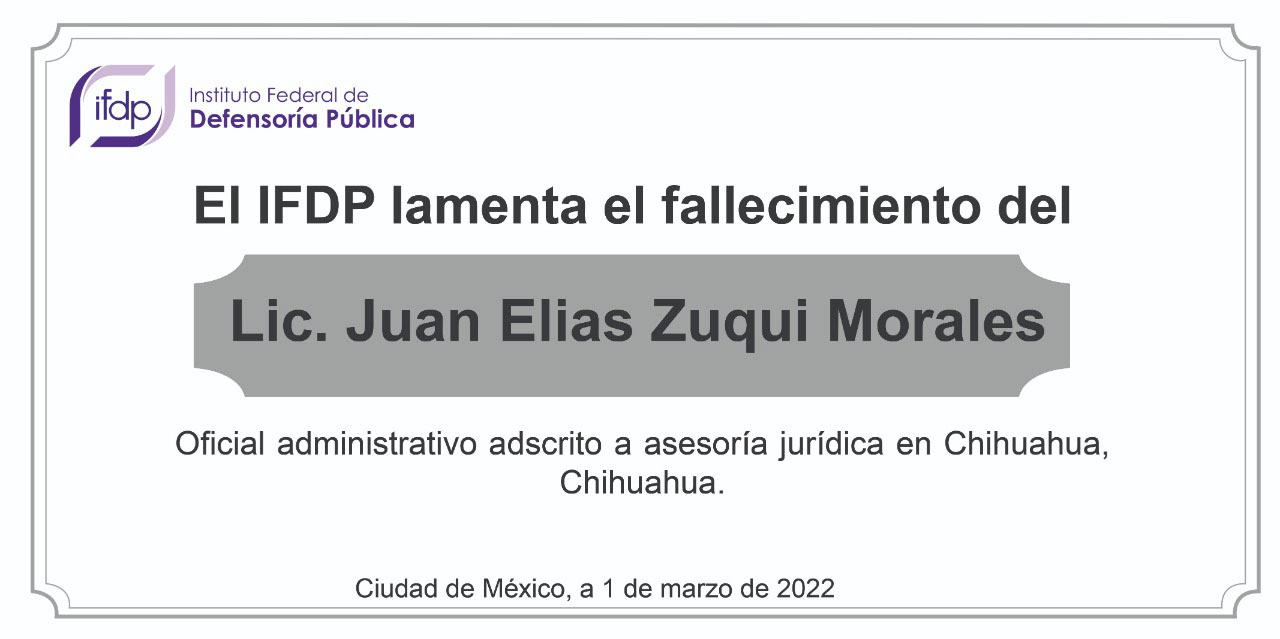 ifdp
Instituto Federal de
Defensoría Pública
El IFDP lamenta el fallecimiento del
Lic. Juan Elias Zuqui Morales
Oficial administrativo adscrito a asesoría jurídica en Chihuahua,
Chihuahua.
Ciudad de México, a 1 de marzo de 2022